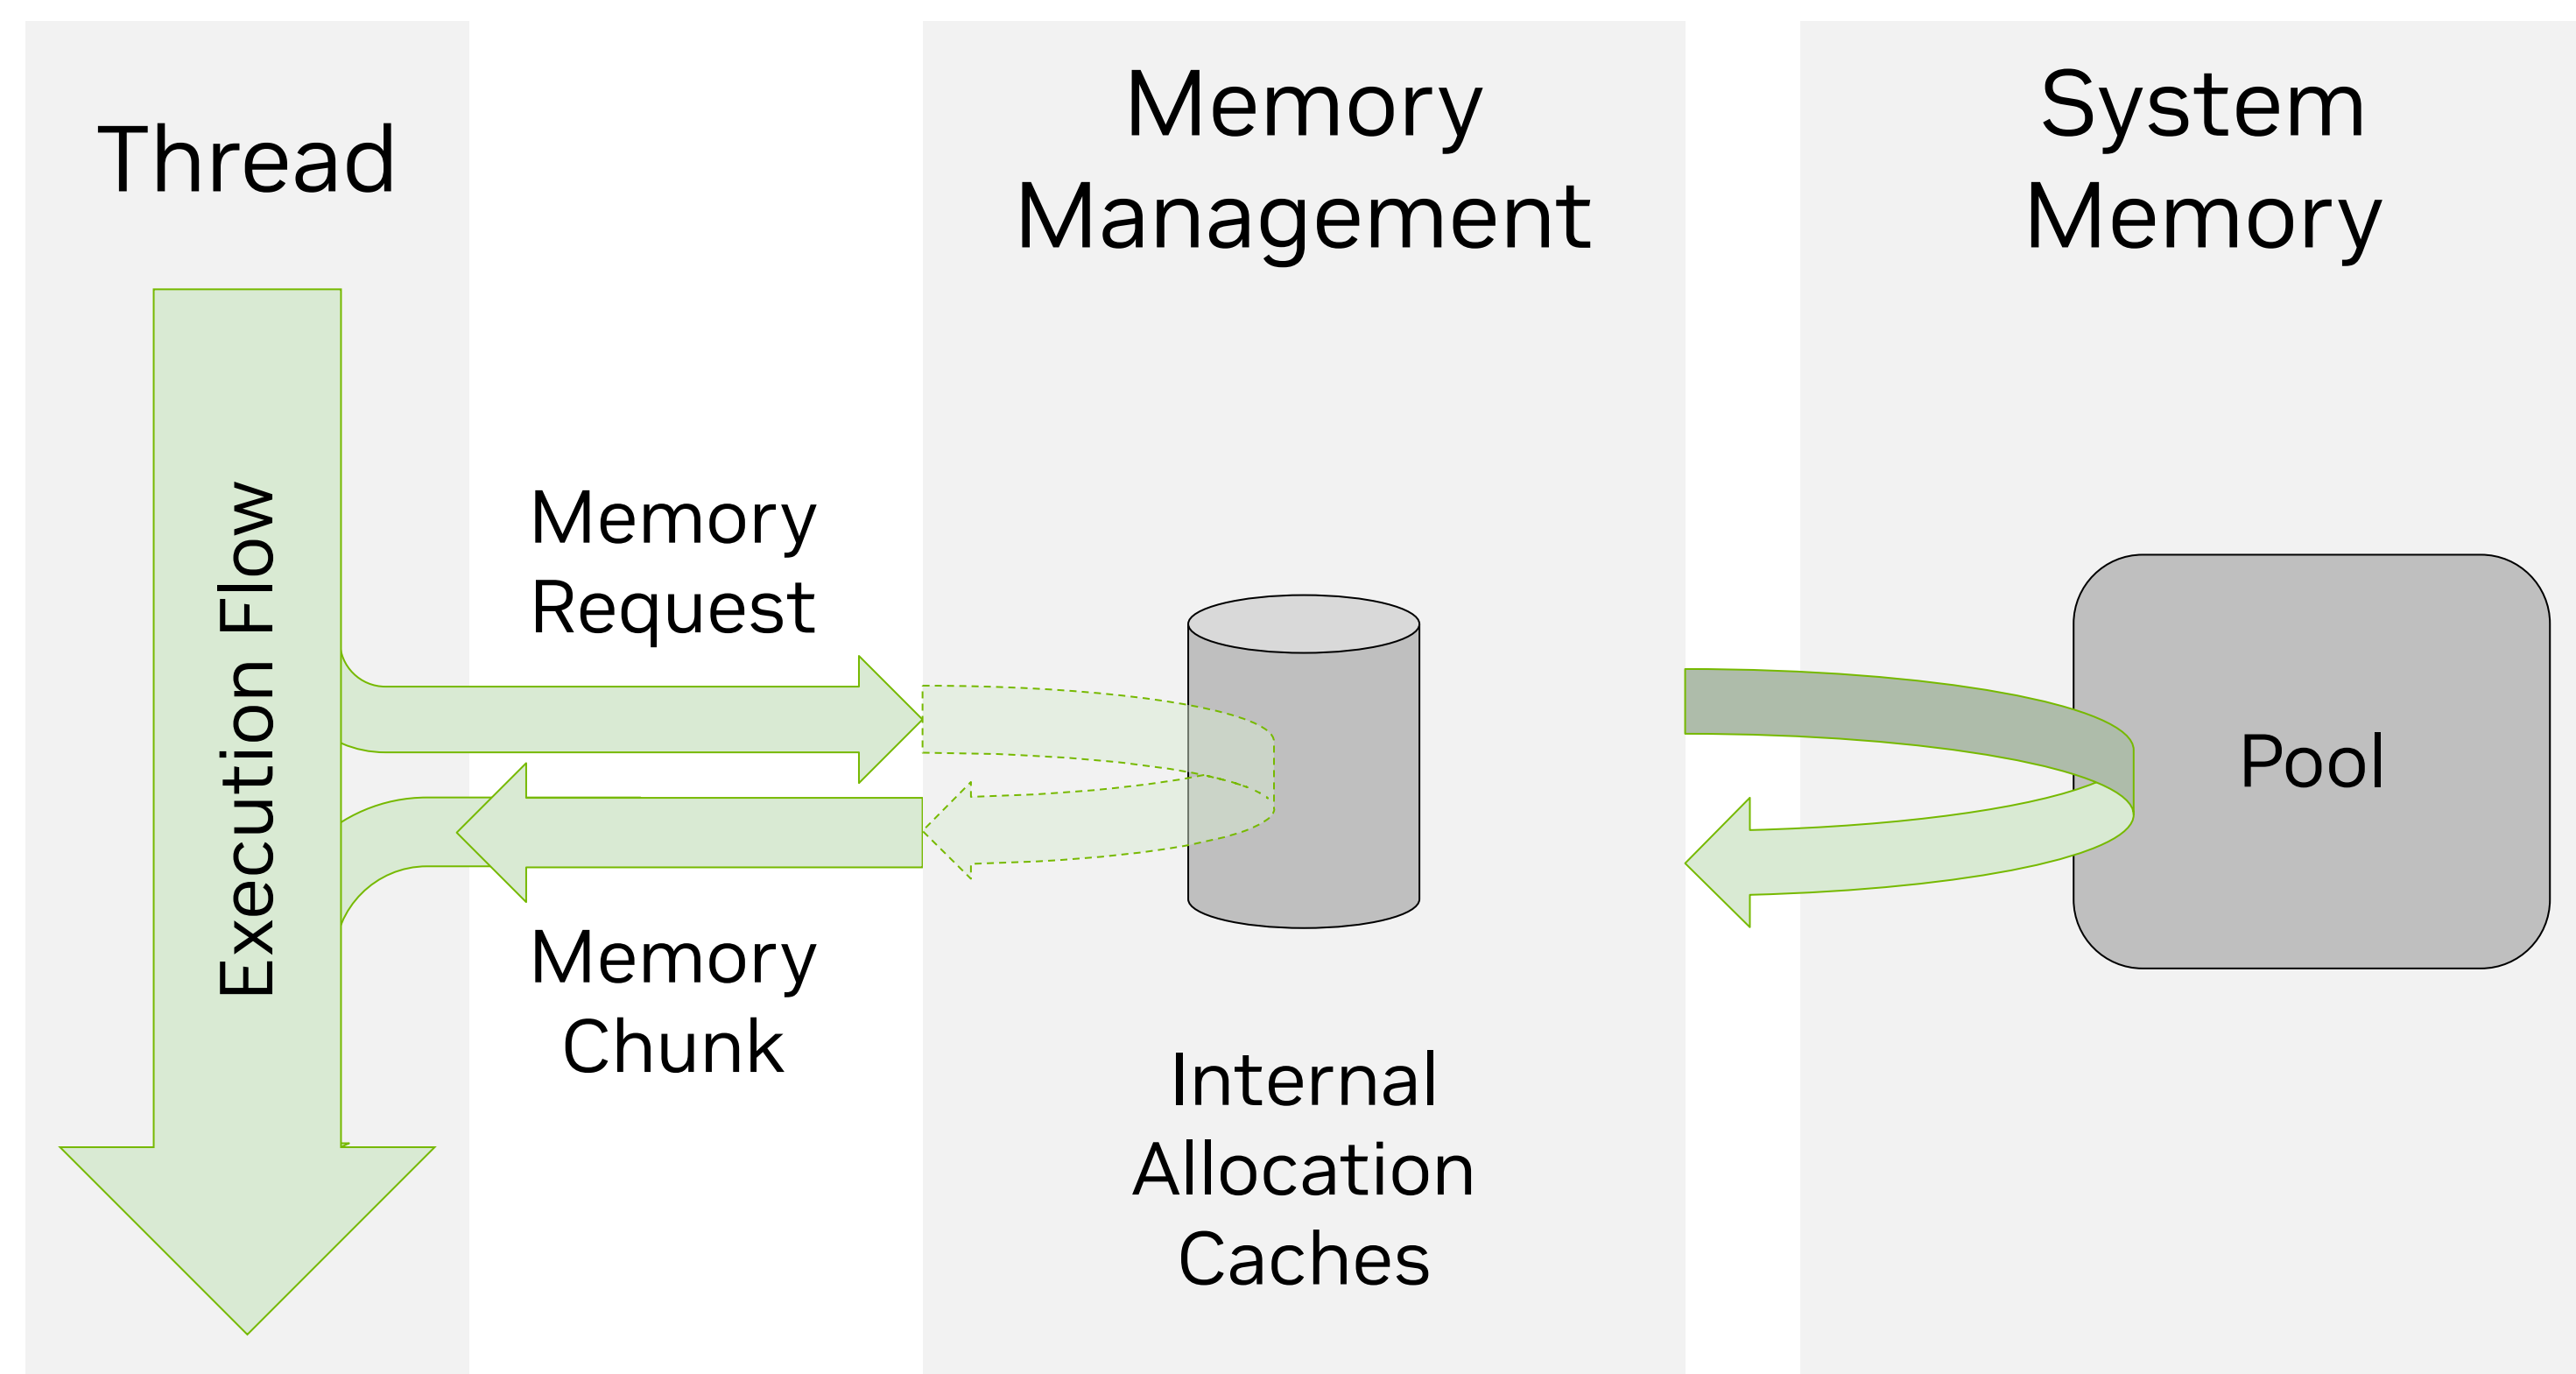 Thread
Execution Flow
Memory
Request
Memory
Chunk
Memory
Management
Internal
Allocation
Caches
System
Memory
Pool